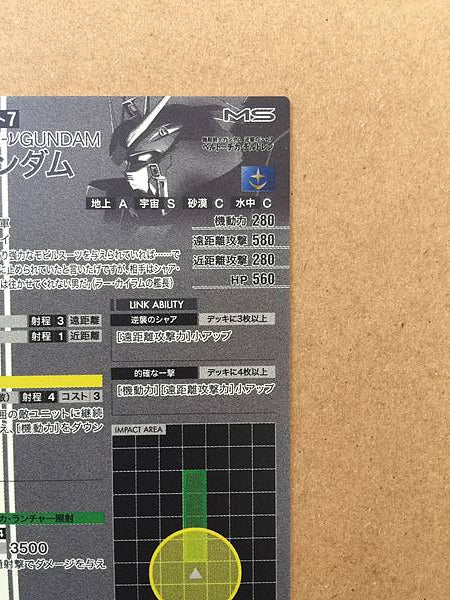 ト7
MS
GUNDAM
ンダム
機動戦士ガンダム 逆襲のシャア
ベルトーチカ・チルドレン
地上 A 宇宙 S 砂漠 C 水中 C
軍
イ
機動力 280
遠距離攻撃 580
近距離攻撃 280
HP 560
り強力なモビルスーツを与えられていれば……で
に止められていたと言いたげですが、相手はシャア・
は往かせてくれない男だ」(ラー・カイラムの艦長)
LINK ABILITY
逆襲のシャア デッキに3枚以上
[遠距離攻撃力]小アップ
的確な一撃 デッキに4枚以上
[機動力][遠距離攻撃力]小アップ
射程 3 遠距離
射程 1 近距離
敵) 射程 4 コスト 3
囲の敵ユニットに継続
え、[機動力]をダウン
IMPACT AREA
カ・ランチャー照射
3500
射撃でダメージを与え